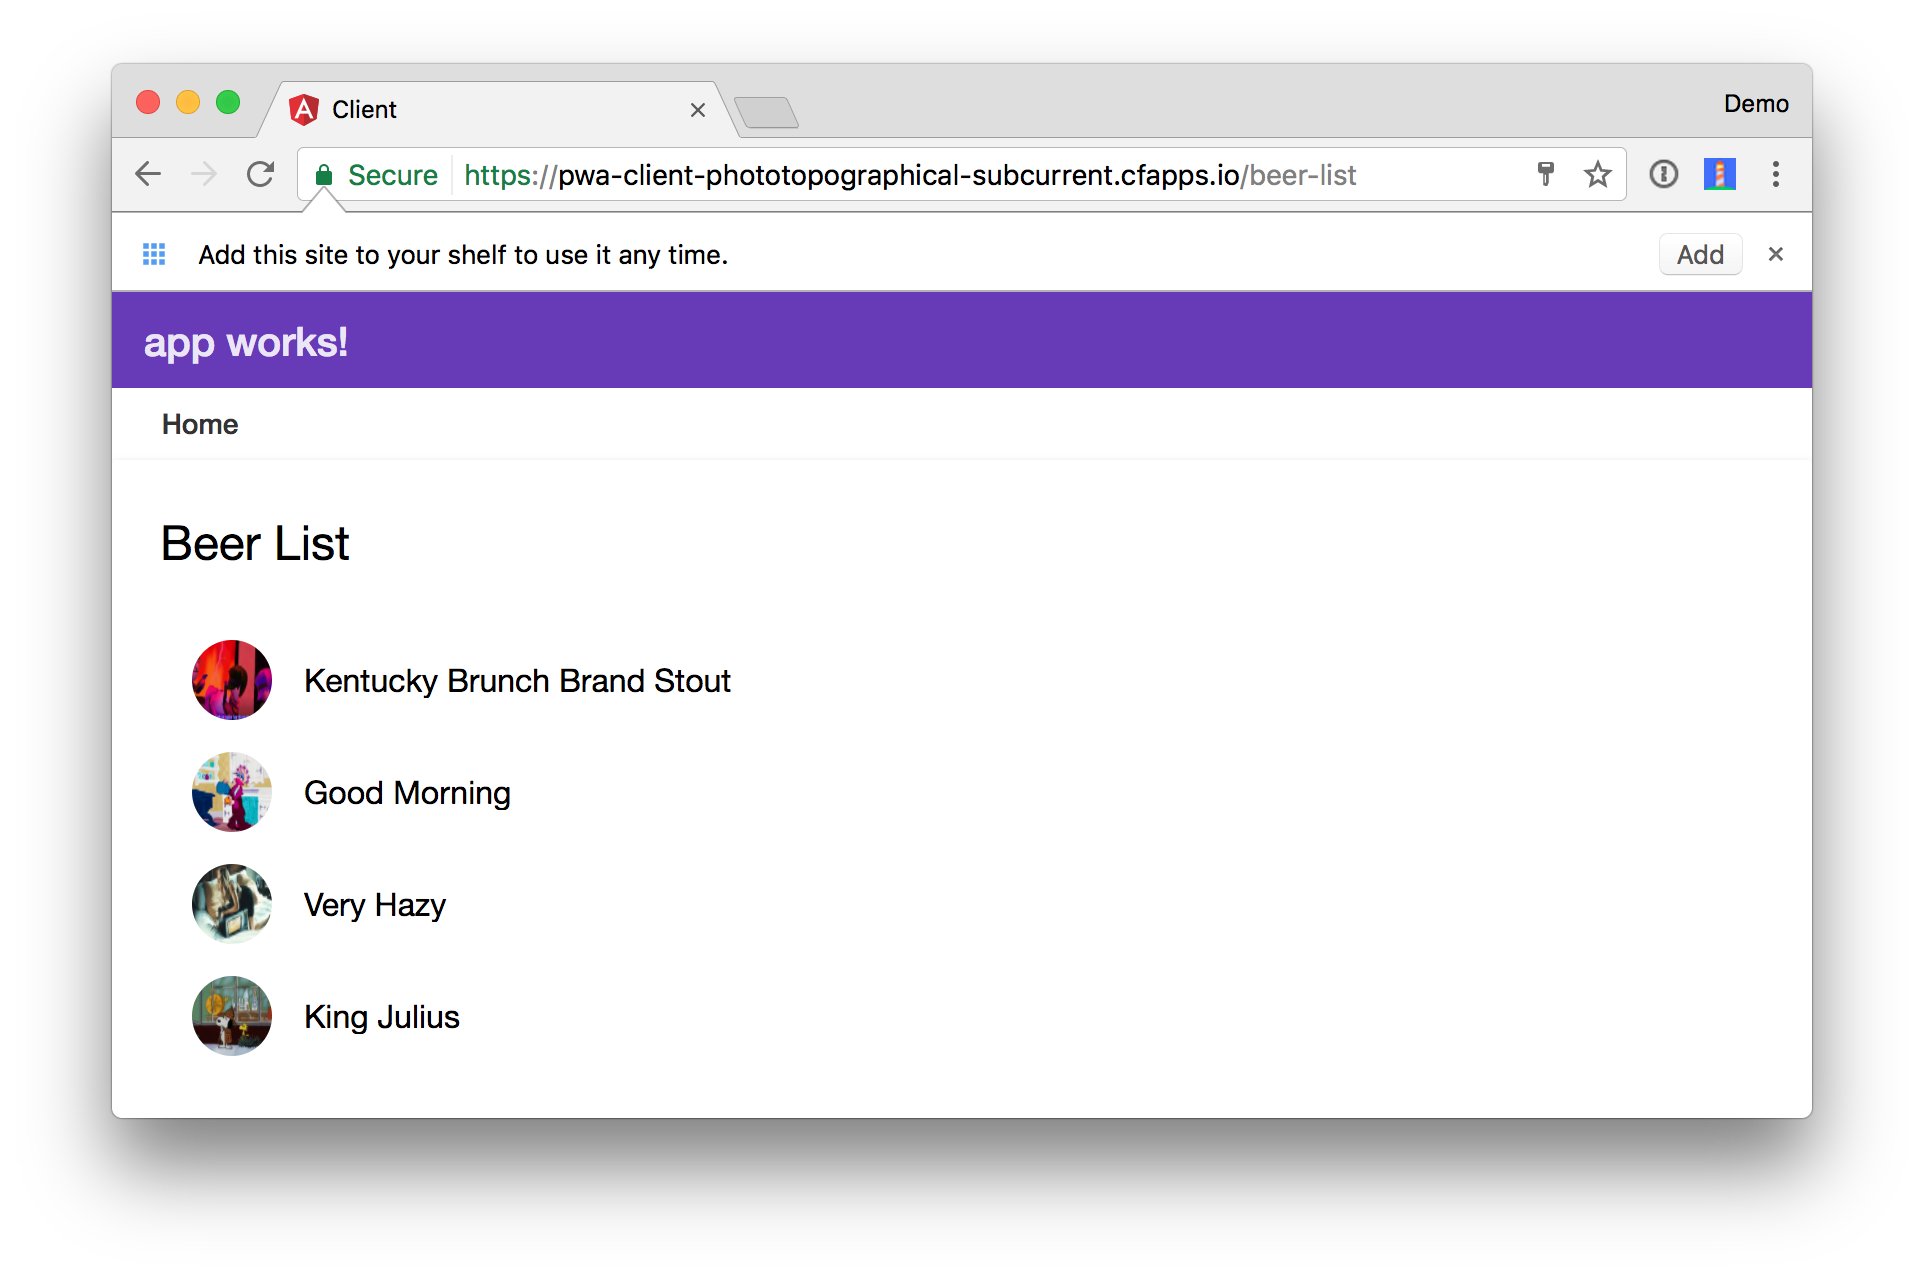 Client
Demo
Secure
https://pwa-client-phototopographical-subcurrent.cfapps.io/beer-list
Add this site to your shelf to use it any time.
Add
app works!
Home
Beer List
Kentucky Brunch Brand Stout
Good Morning
Very Hazy
King Julius